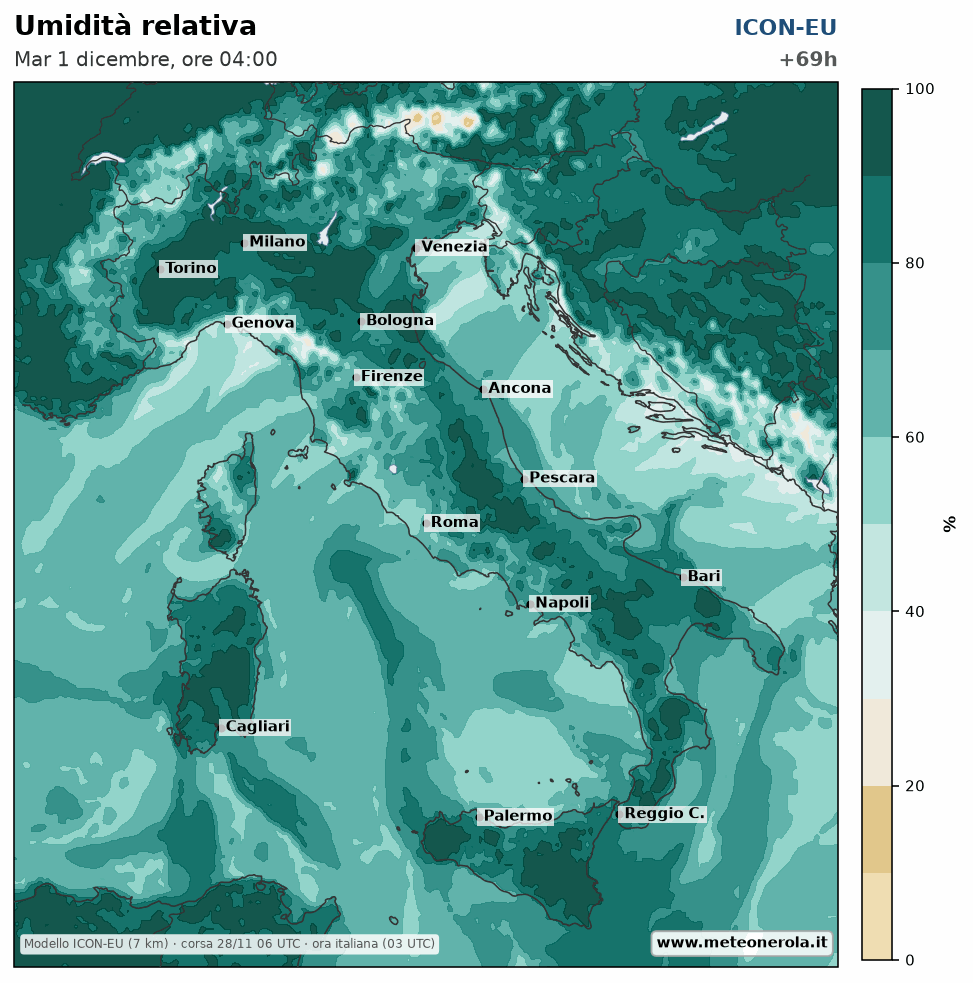 Umidità relativa
ICON-EU
Mar 1 dicembre, ore 04:00
+69h
100
80
60
40
20
0
%
Milano
Venezia
Torino
Genova
Bologna
Firenze
Ancona
Pescara
Roma
Bari
Napoli
Cagliari
Palermo
Reggio C.
Modello ICON-EU (7 km) · corsa 28/11 06 UTC · ora italiana (03 UTC)
www.meteonerola.it